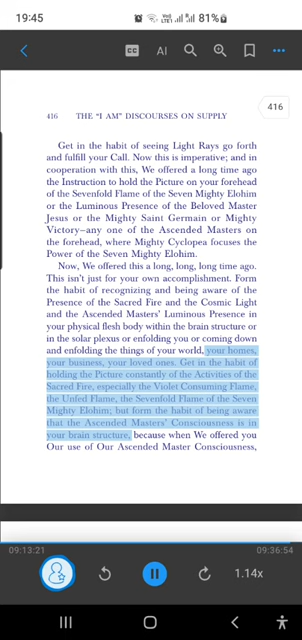 19:45
81%
CC
AI
416
416 THE "I AM" DISCOURSES ON SUPPLY
Get in the habit of seeing Light Rays go forth
and fulfill your Call. Now this is imperative; and in
cooperation with this, We offered a long time ago
the Instruction to hold the Picture on your forehead
of the Sevenfold Flame of the Seven Mighty Elohim
or the Luminous Presence of the Beloved Master
Jesus or the Mighty Saint Germain or Mighty
Victory—any one of the Ascended Masters on
the forehead, where Mighty Cyclopea focuses the
Power of the Seven Mighty Elohim.
Now, We offered this a long, long, long time ago.
This isn't just for your own accomplishment. Form
the habit of recognizing and being aware of the
Presence of the Sacred Fire and the Cosmic Light
and the Ascended Masters' Luminous Presence in
your physical flesh body within the brain structure or
in the solar plexus or enfolding you or coming down
and enfolding the things of your world, your homes,
your business, your loved ones. Get in the habit of
holding the Picture constantly of the Activities of the
Sacred Fire, especially the Violet Consuming Flame,
the Unfed Flame, the Sevenfold Flame of the Seven
Mighty Elohim; but form the habit of being aware
that the Ascended Masters' Consciousness is in
your brain structure, because when We offered you
Our use of Our Ascended Master Consciousness,
09:13:21
09:36:54
1.14x